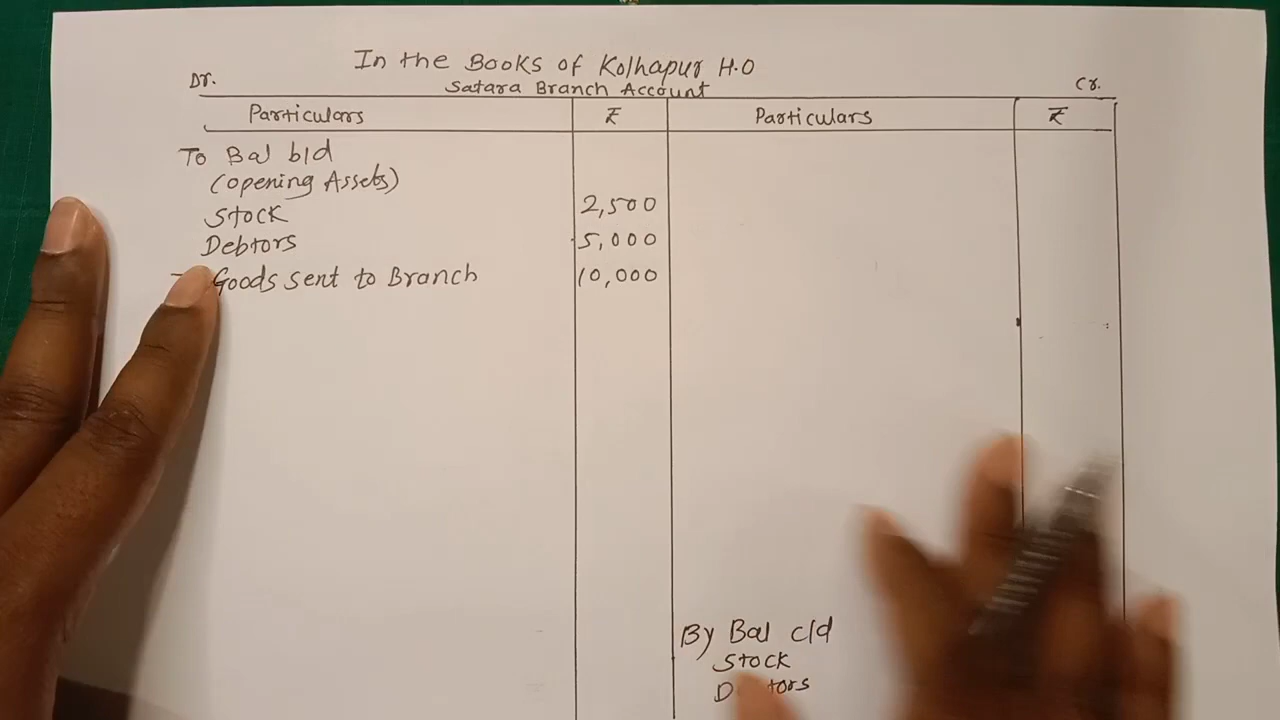 In the Books of Kolhapur H.O
Dr. Satara Branch Account Cr.
Particulars ₹ Particulars ₹
To Bal b/d
(opening Assets)
Stock 2,500
Debtors 5,000
Goods sent to Branch 10,000
By Bal c/d
Stock